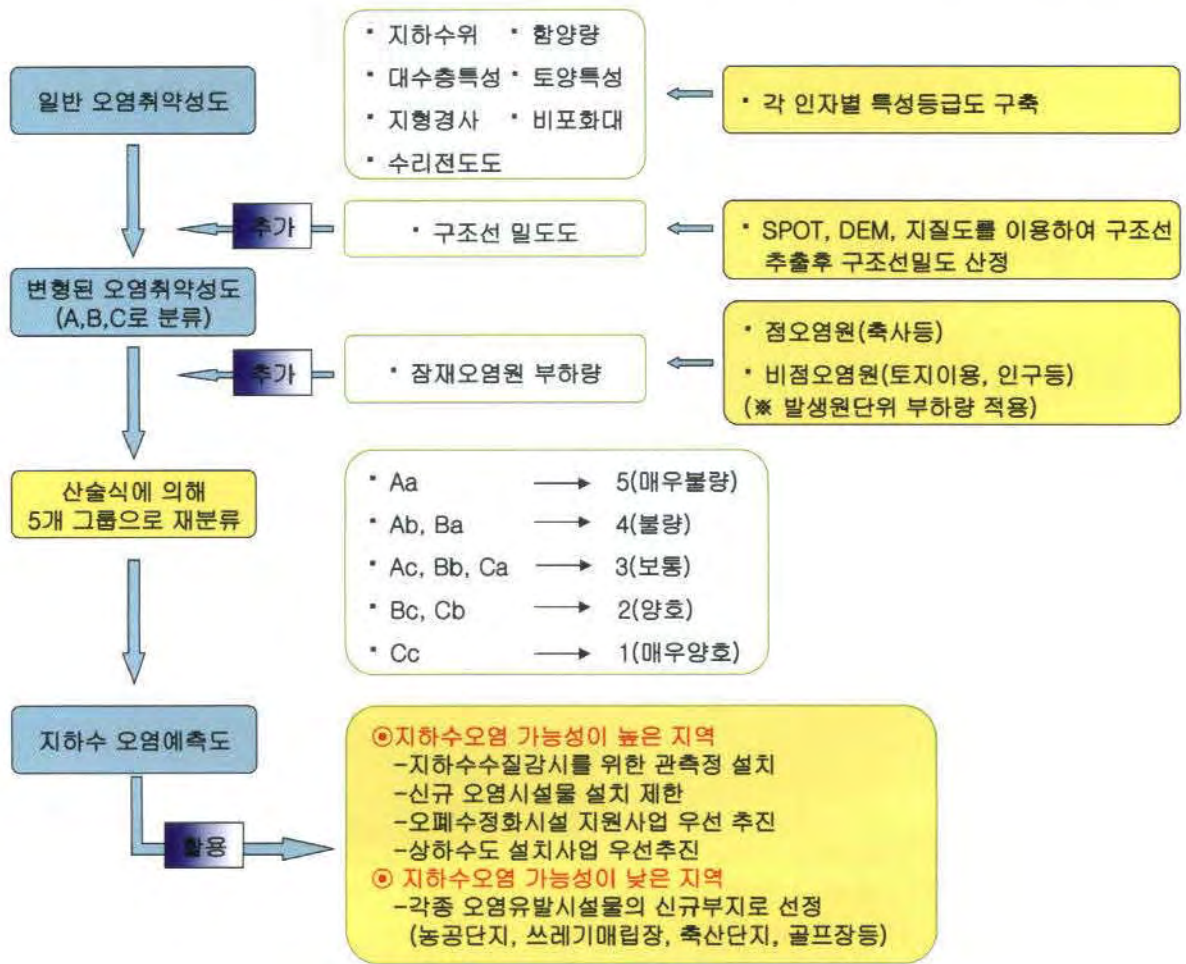 일반 오염취약성도
· 지하수위 · 함양량
· 대수층특성 · 토양특성
· 지형경사 · 비포화대
· 수리전도도
· 각 인자별 특성등급도 구축
추가
· 구조선 밀도도
· SPOT, DEM, 지질도를 이용하여 구조선
추출후 구조선밀도 산정
변형된 오염취약성도
(A,B,C로 분류)
추가
· 잠재오염원 부하량
· 점오염원(축사등)
· 비점오염원(토지이용, 인구등)
(※ 발생원단위 부하량 적용)
산술식에 의해
5개 그룹으로 재분류
· Aa → 5(매우불량)
· Ab, Ba → 4(불량)
· Ac, Bb, Ca → 3(보통)
· Bc, Cb → 2(양호)
· Cc → 1(매우양호)
지하수 오염예측도
활용
◉지하수오염 가능성이 높은 지역
-지하수수질감시를 위한 관측정 설치
-신규 오염시설물 설치 제한
-오폐수정화시설 지원사업 우선 추진
-상하수도 설치사업 우선추진
◉ 지하수오염 가능성이 낮은 지역
-각종 오염유발시설물의 신규부지로 선정
(농공단지, 쓰레기매립장, 축산단지, 골프장등)